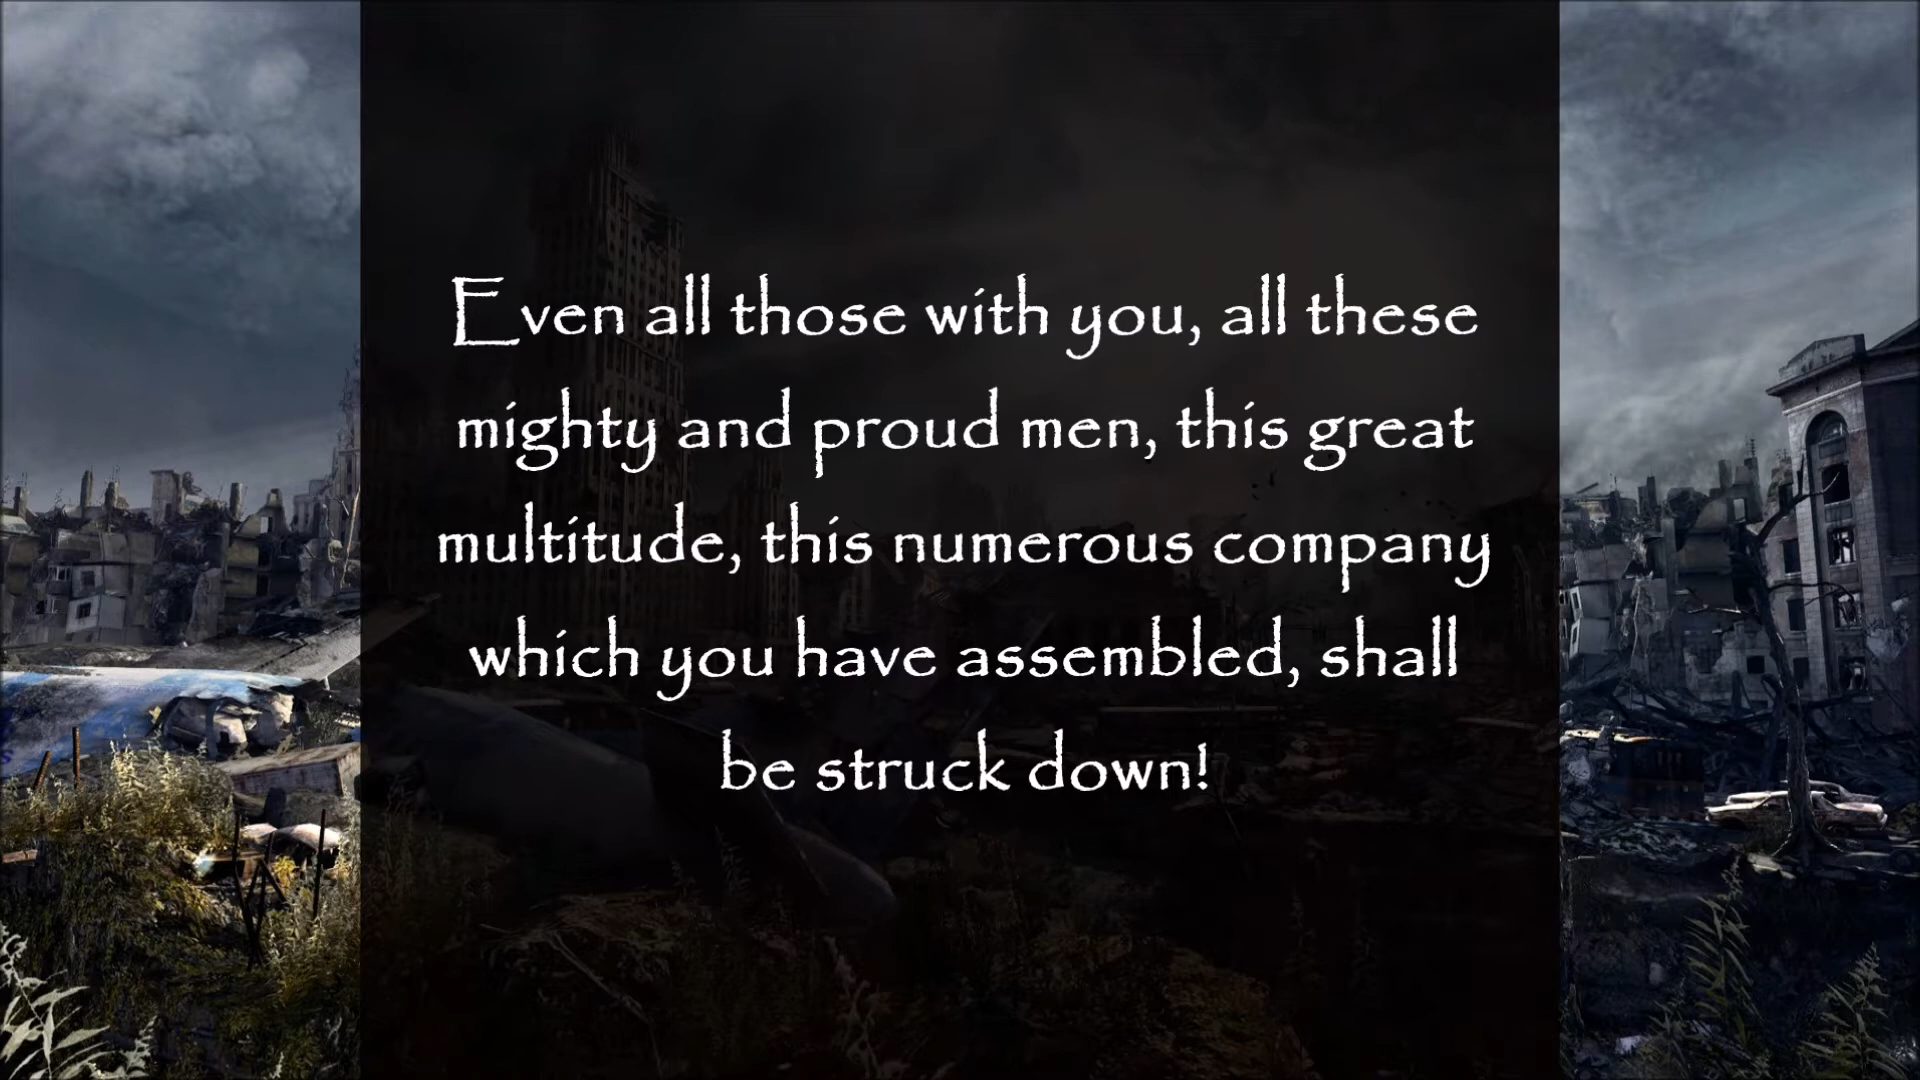 Even all those with you, all these
mighty and proud men, this great
multitude, this numerous company
which you have assembled, shall
be struck down!